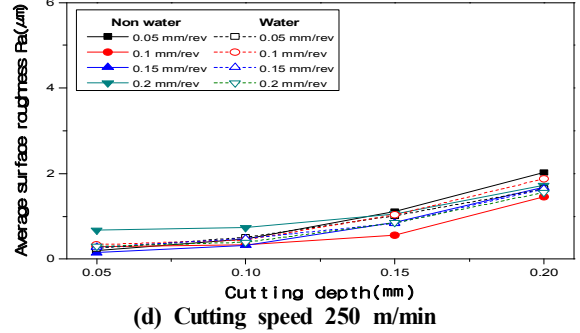 6
4
2
0
Average surface roughness Ra(㎛)
Non water Water
0.05 mm/rev 0.05 mm/rev
0.1 mm/rev 0.1 mm/rev
0.15 mm/rev 0.15 mm/rev
0.2 mm/rev 0.2 mm/rev
0.05 0.10 0.15 0.20
Cutting depth(mm)
(d) Cutting speed 250 m/min